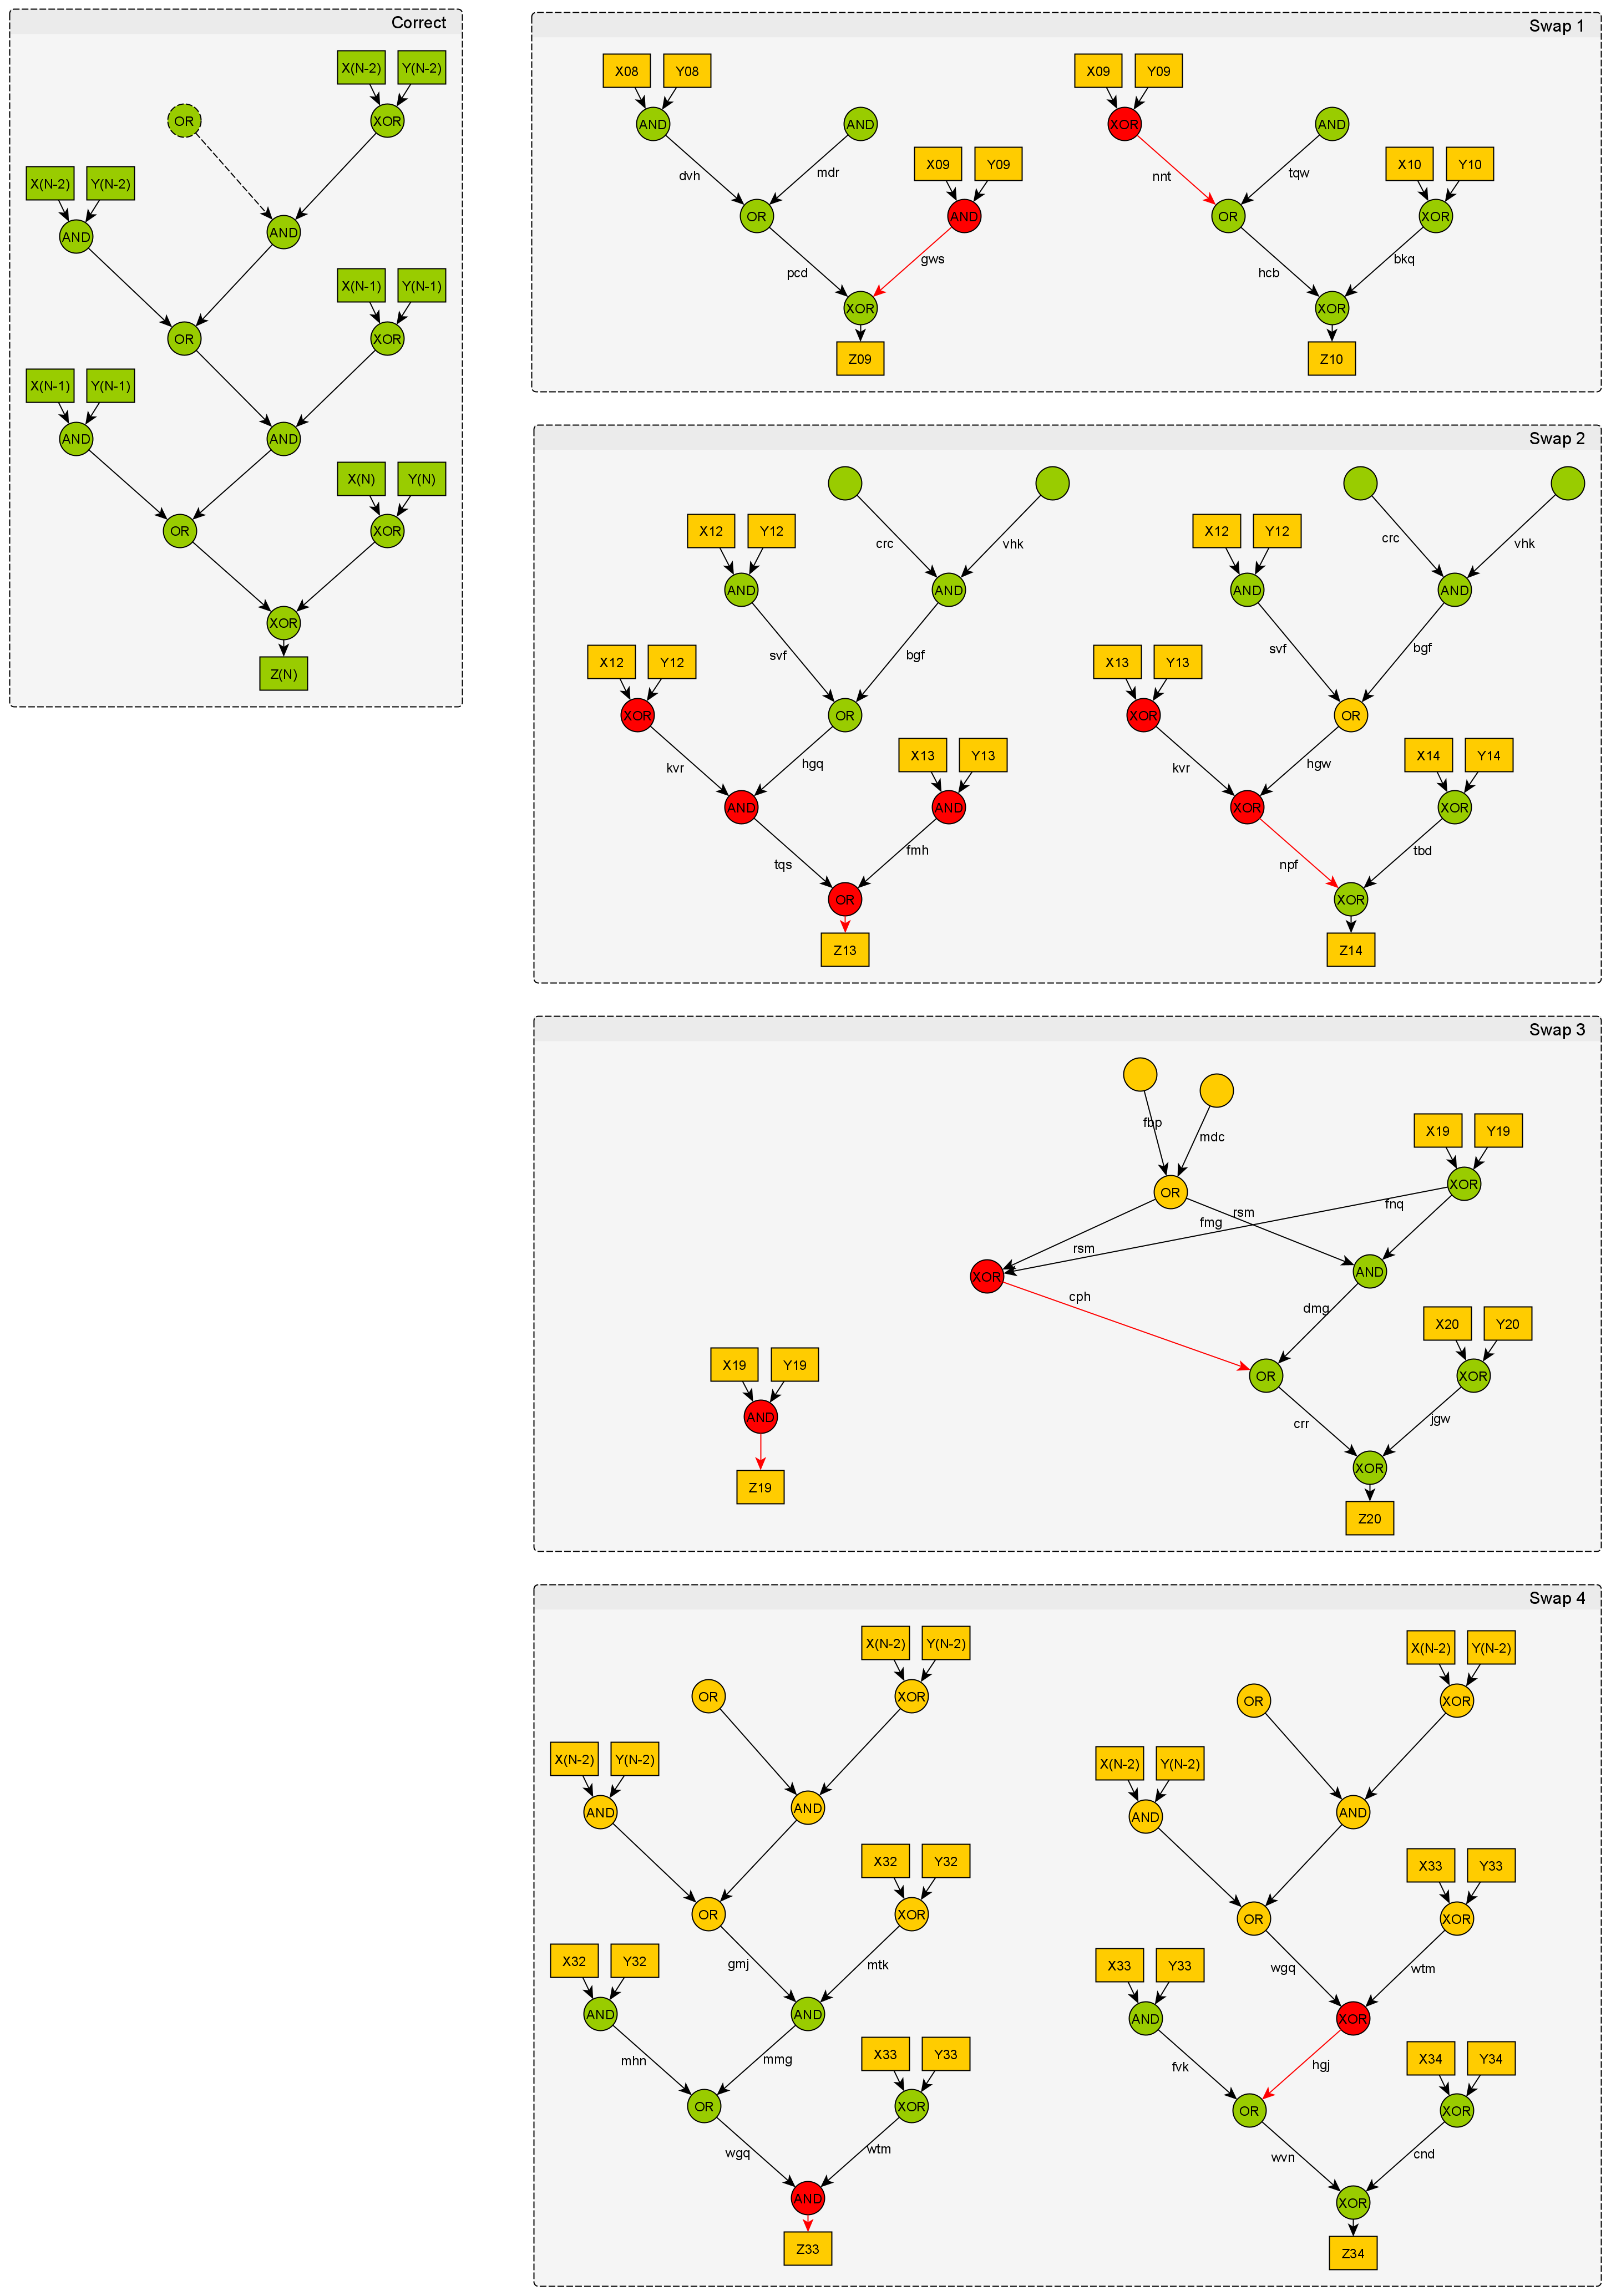 Correct
X(N-2) Y(N-2)
OR XOR
X(N-2) Y(N-2)
AND AND
X(N-1) Y(N-1)
OR XOR
X(N-1) Y(N-1)
AND AND
X(N) Y(N)
OR XOR
XOR
Z(N)
Swap 1
X08 Y08 X09 Y09
AND AND XOR AND
X09 Y09 X10 Y10
dvh mdr nnt tqw
OR AND OR XOR
pcd gws hcb bkq
XOR XOR
Z09 Z10
Swap 2
X12 Y12 crc vhk X12 Y12 crc vhk
AND AND AND AND
svf bgf svf bgf
X12 Y12 X13 Y13
XOR OR XOR OR
kvr hgq X13 Y13 kvr hgw X14 Y14
AND AND XOR XOR
tqs fmh npf tbd
OR XOR
Z13 Z14
Swap 3
fbp mdc X19 Y19
OR XOR
fmg rsm fnq
rsm
XOR AND
cph dmg X20 Y20
X19 Y19 OR XOR
AND crr jgw
XOR
Z19 Z20
Swap 4
X(N-2) Y(N-2) X(N-2) Y(N-2)
OR XOR OR XOR
X(N-2) Y(N-2) X(N-2) Y(N-2)
AND AND AND AND
X32 Y32 X33 Y33
OR XOR OR XOR
X32 Y32 gmj mtk X33 Y33 wgq wtm
AND AND AND XOR
mhn mmg X33 Y33 fvk hgj X34 Y34
OR XOR OR XOR
wgq wtm wvn cnd
AND XOR
Z33 Z34